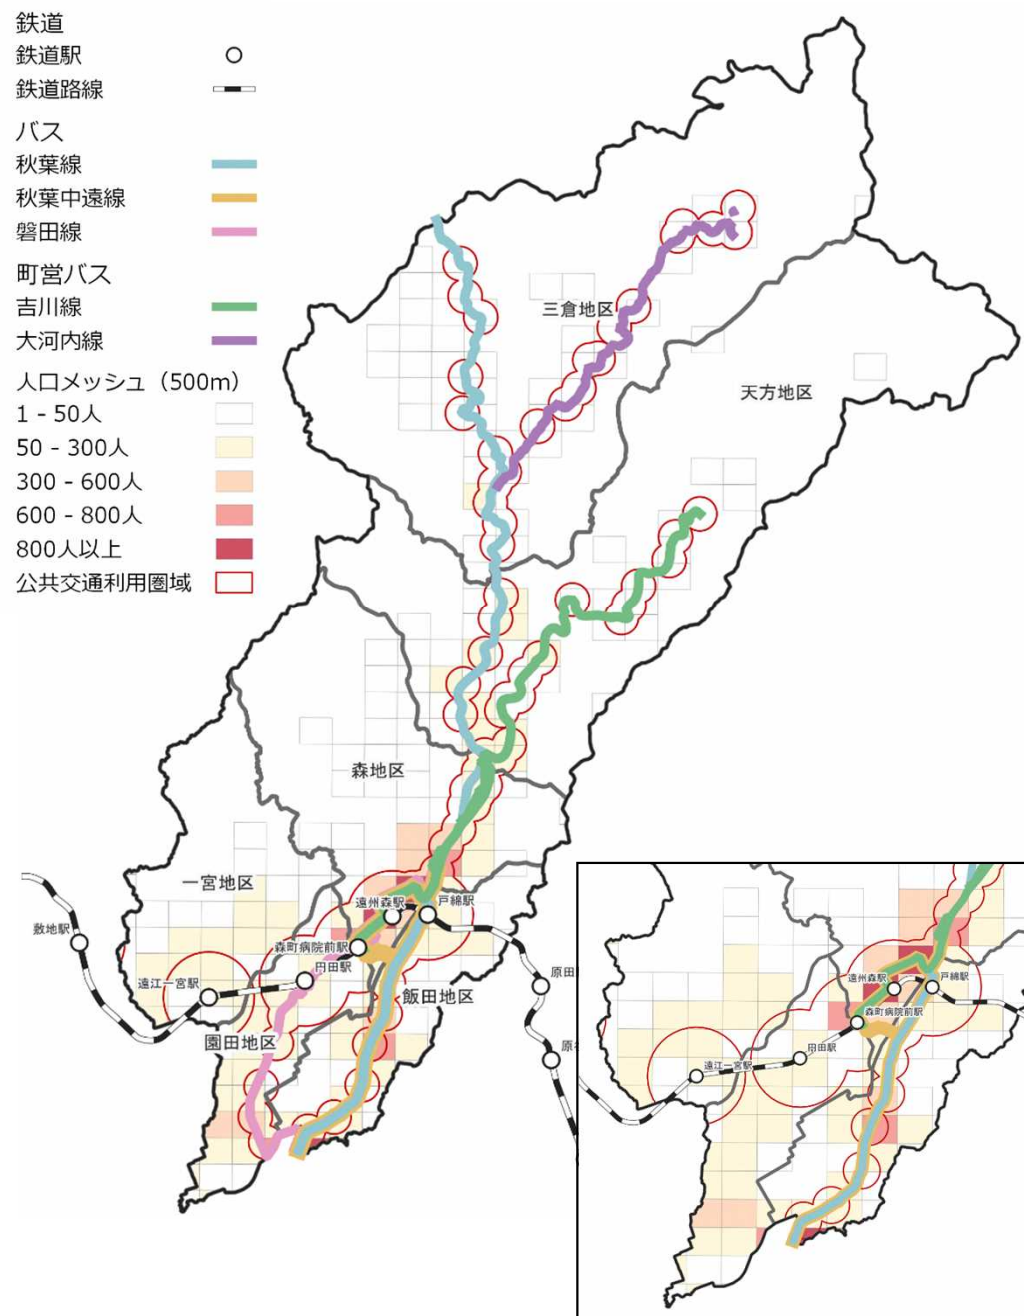 鉄道
鉄道駅
鉄道路線
バス
秋葉線
秋葉中遠線
磐田線
町営バス
吉川線
大河内線
人口メッシュ（500m）
1 - 50人
50 - 300人
300 - 600人
600 - 800人
800人以上
公共交通利用圏域
三倉地区
天方地区
森地区
一宮地区
遠州森駅
戸綿駅
敷地駅
森町病院前駅
円田駅
原田
遠江一宮駅
飯田地区
園田地区
原
遠州森駅
戸綿駅
森町病院前駅
円田駅
遠江一宮駅